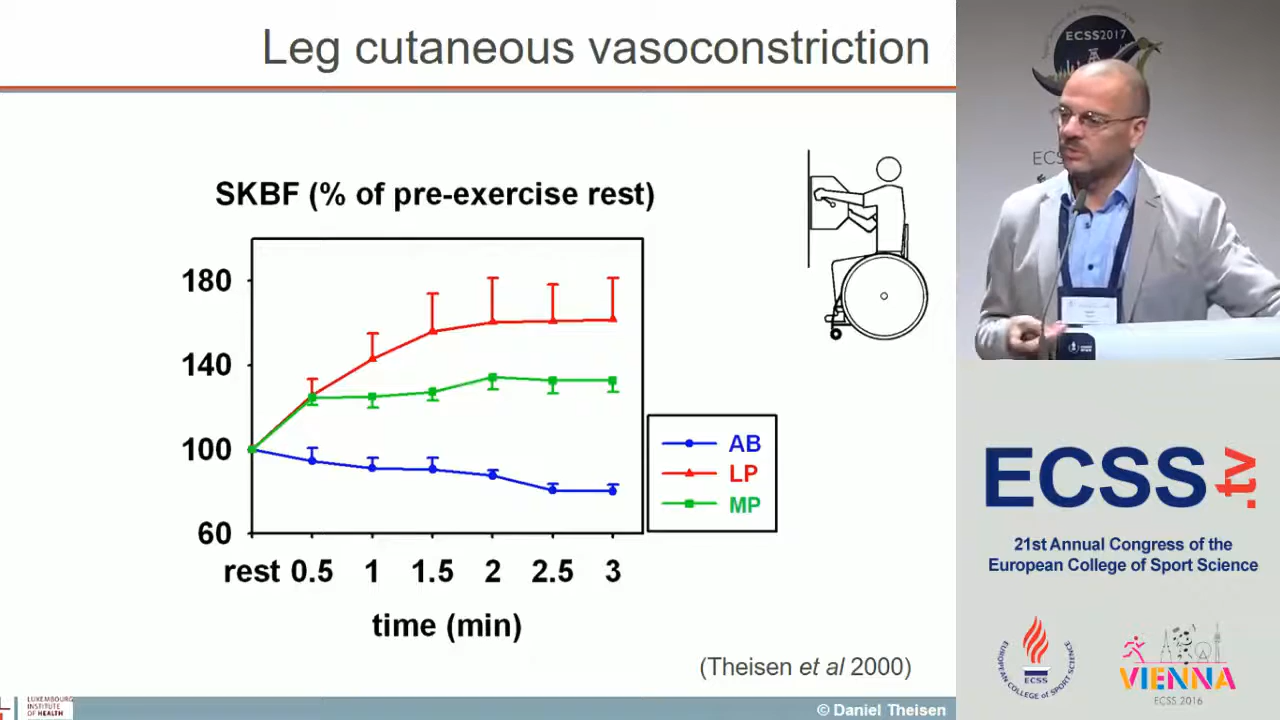 Leg cutaneous vasoconstriction
SKBF (% of pre-exercise rest)
180
140
100
60
rest 0.5 1 1.5 2 2.5 3
time (min)
AB
LP
MP
(Theisen et al 2000)
LUXEMBOURG
INSTITUTE
OF HEALTH
© Daniel Theisen
ECSS2017
ECS
ECSS.tv
21st Annual Congress of the
European College of Sport Science
EUROPEAN COLLEGE OF SPORT SCIENCE
ECSS
VIENNA
ECSS 2016